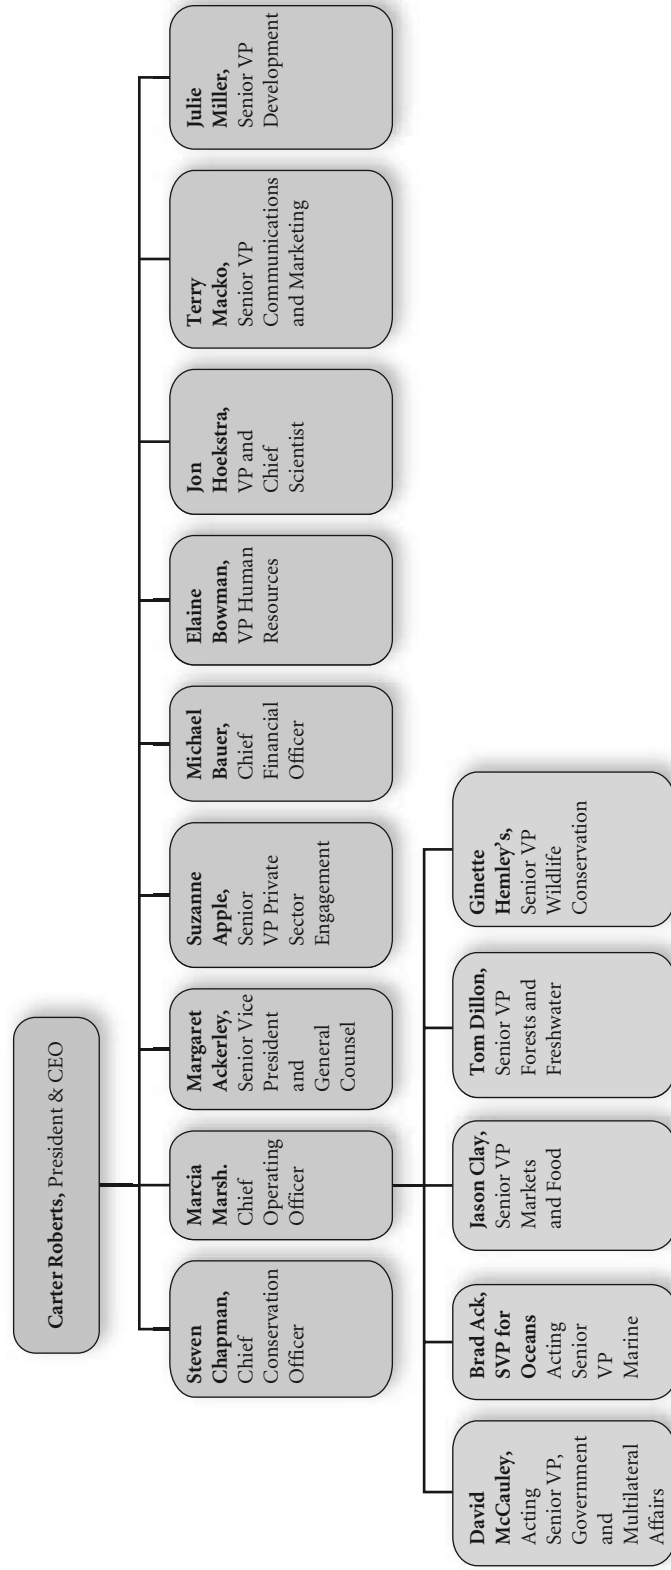 Carter Roberts, President & CEO
Steven
Chapman,
Chief
Conservation
Officer
Marcia
Marsh.
Chief
Operating
Officer
Margaret
Ackerley,
Senior Vice
President
and
General
Counsel
Suzanne
Apple,
Senior
VP Private
Sector
Engagement
Michael
Bauer,
Chief
Financial
Officer
Elaine
Bowman,
VP Human
Resources
Jon
Hoekstra,
VP and
Chief
Scientist
Terry
Macko,
Senior VP
Communications
and Marketing
Julie
Miller,
Senior VP
Development
David
McCauley,
Acting
Senior VP,
Government
and
Multilateral
Affairs
Brad Ack,
SVP for
Oceans
Acting
Senior
VP
Marine
Jason Clay,
Senior VP
Markets
and Food
Tom Dillon,
Senior VP
Forests and
Freshwater
Ginette
Hemley's,
Senior VP
Wildlife
Conservation